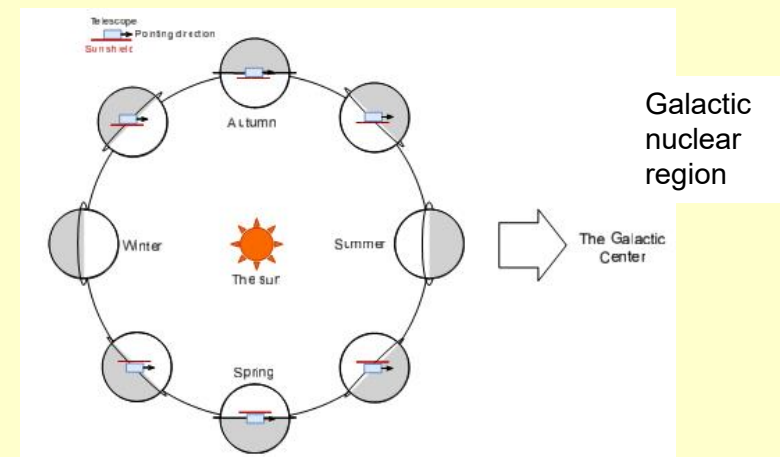 Telescope
Pointing direction
Sunshield
Galactic
nuclear
region
Autumn
Winter
Summer
The Galactic
Center
The sun
Spring